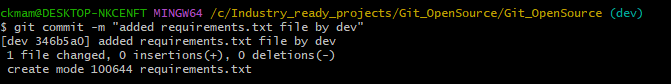 ckmam@DESKTOP-NKCENFT MINGW64 /c/Industry_ready_projects/Git_OpenSource/Git_OpenSource (dev)
$ git commit -m "added requirements.txt file by dev"
[dev 346b5a0] added requirements.txt file by dev
 1 file changed, 0 insertions(+), 0 deletions(-)
 create mode 100644 requirements.txt